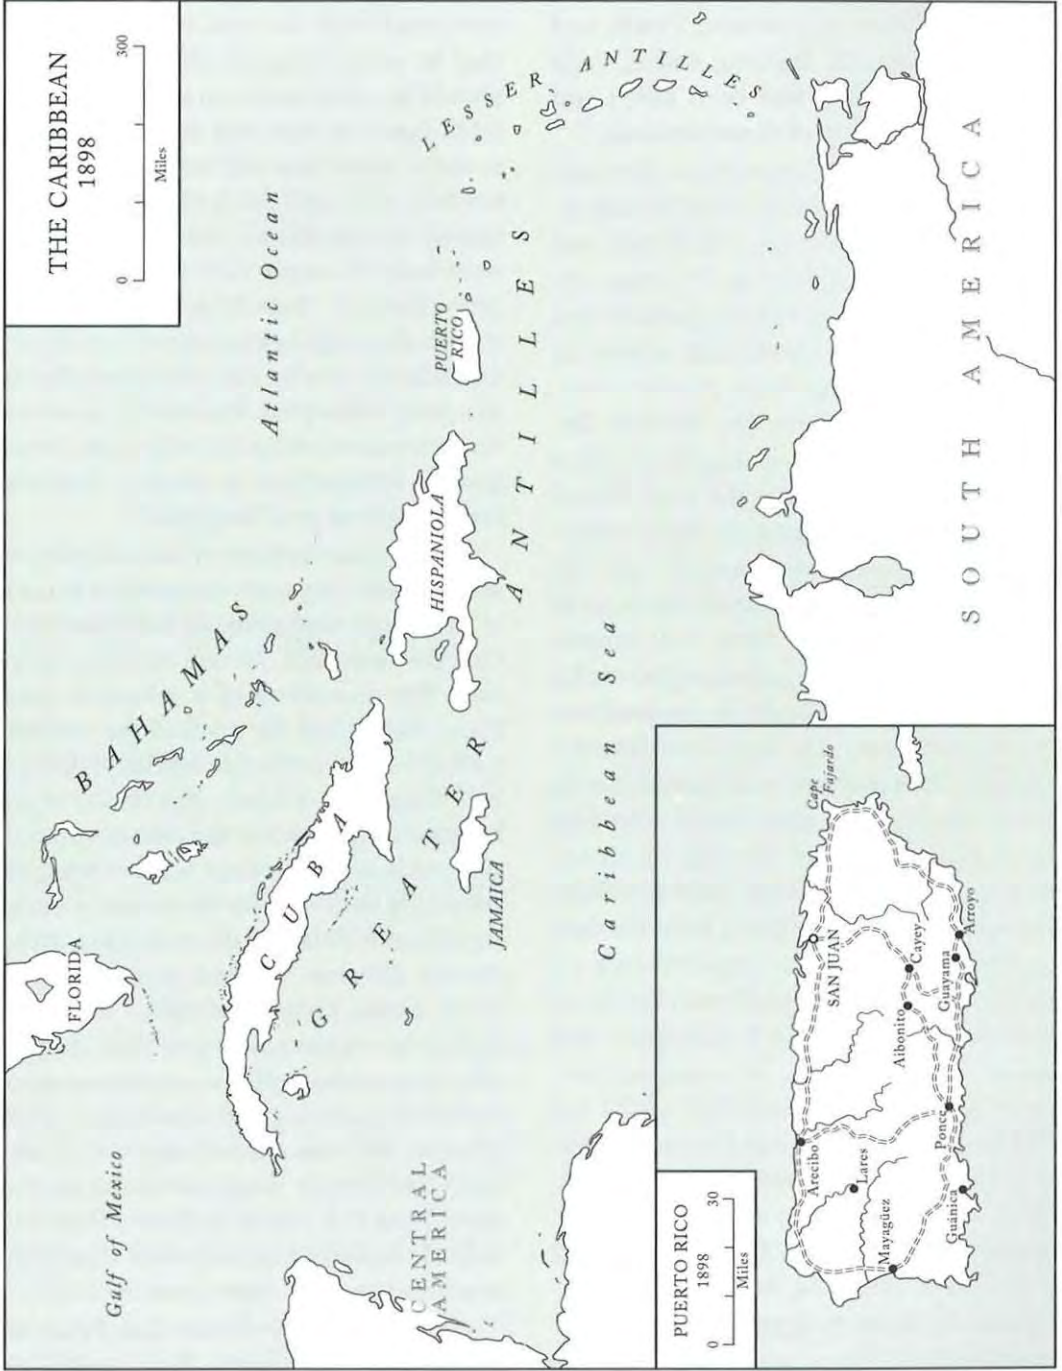 THE CARIBBEAN
1898
0
300
Miles
Gulf of Mexico
FLORIDA
BAHAMAS
Atlantic Ocean
CUBA
HISPANIOLA
PUERTO
RICO
LESSER ANTILLES
GREATER ANTILLES
JAMAICA
Caribbean Sea
CENTRAL
AMERICA
SOUTH AMERICA
PUERTO RICO
1898
0
30
Miles
Cape
Fajardo
SAN JUAN
Arecibo
Lares
Mayagüez
Aibonito
Cayey
Guayama
Arroyo
Ponce
Guánica